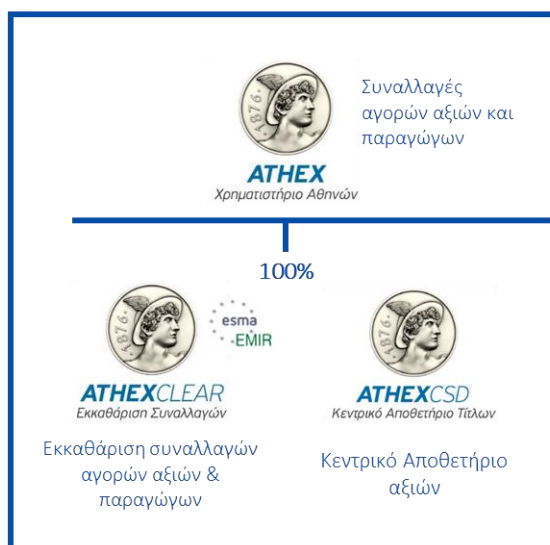 ·1876·
ATHEX
Χρηματιστήριο Αθηνών
Συναλλαγές
αγορών αξιών και
παραγώγων
100%
·1876·
esma
-EMIR
ATHEXCLEAR
Εκκαθάριση Συναλλαγών
Εκκαθάριση συναλλαγών
αγορών αξιών &
παραγώγων
·1876·
ATHEXCSD
Κεντρικό Αποθετήριο Τίτλων
Κεντρικό Αποθετήριο
αξιών